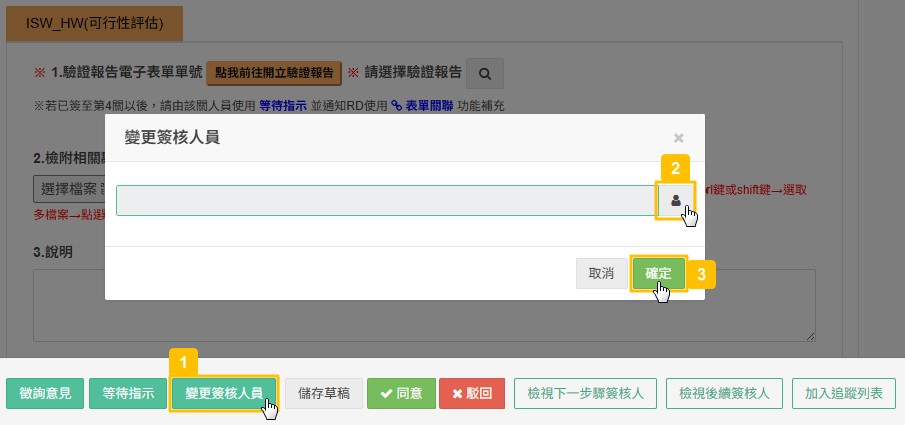 ISW_HW(可行性評估)
※ 1.驗證報告電子表單單號 點我前往開立驗證報告 ※ 請選擇驗證報告
※若已簽至第4關以後，請由該關人員使用 等待指示 並通知RD使用 表單關聯 功能補充
變更簽核人員 ×
2.檢附相關
2
選擇檔案 rl鍵或shift鍵→選取
多檔案→點選
3.說明
取消 確定 3
1
徵詢意見 等待指示 變更簽核人員 儲存草稿 同意 駁回 檢視下一步驟簽核人 檢視後續簽核人 加入追蹤列表